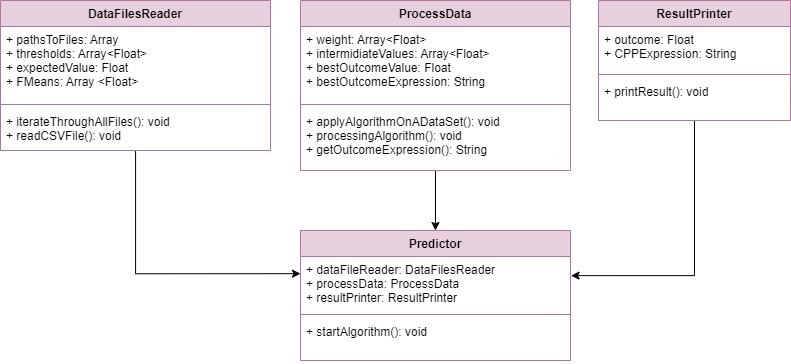 DataFilesReader
+ pathsToFiles: Array
+ thresholds: Array<Float>
+ expectedValue: Float
+ FMeans: Array <Float>
+ iterateThroughAllFiles(): void
+ readCSVFile(): void
ProcessData
+ weight: Array<Float>
+ intermidiateValues: Array<Float>
+ bestOutcomeValue: Float
+ bestOutcomeExpression: String
+ applyAlgorithmOnADataSet(): void
+ processingAlgorithm(): void
+ getOutcomeExpression(): String
ResultPrinter
+ outcome: Float
+ CPPExpression: String
+ printResult(): void
Predictor
+ dataFileReader: DataFilesReader
+ processData: ProcessData
+ resultPrinter: ResultPrinter
+ startAlgorithm(): void